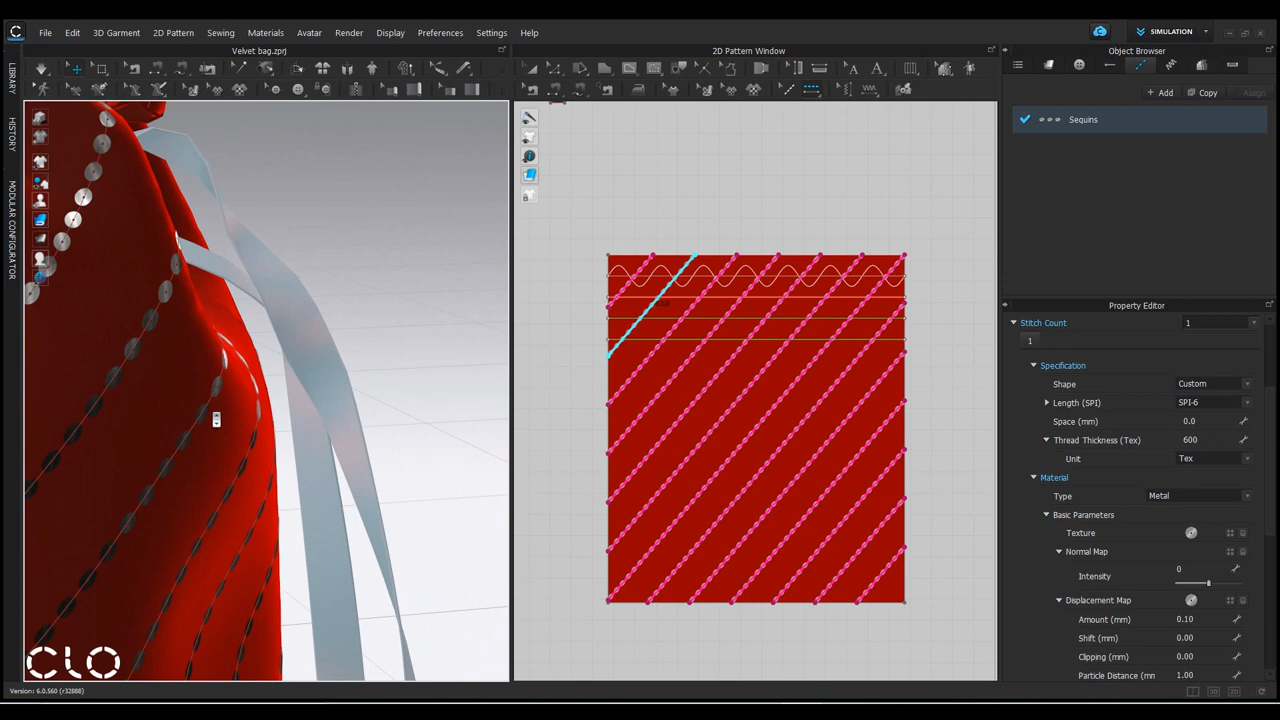 File Edit 3D Garment 2D Pattern Sewing Materials Avatar Render Display Preferences Settings Help
SIMULATION
Velvet bag.zprj
2D Pattern Window
Object Browser
LIBRARY
HISTORY
MODULAR CONFIGURATOR
+ Add
Copy
Assign
Sequins
Property Editor
Stitch Count 1
1
Specification
Shape Custom
Length (SPI) SPI-6
Space (mm) 0.0
Thread Thickness (Tex) 600
Unit Tex
Material
Type Metal
Basic Parameters
Texture
Normal Map
Intensity 0
Displacement Map
Amount (mm) 0.10
Shift (mm) 0.00
Clipping (mm) 0.00
Particle Distance (mn 1.00
CLO
Version: 6.0.560 (r32888)
3D
2D